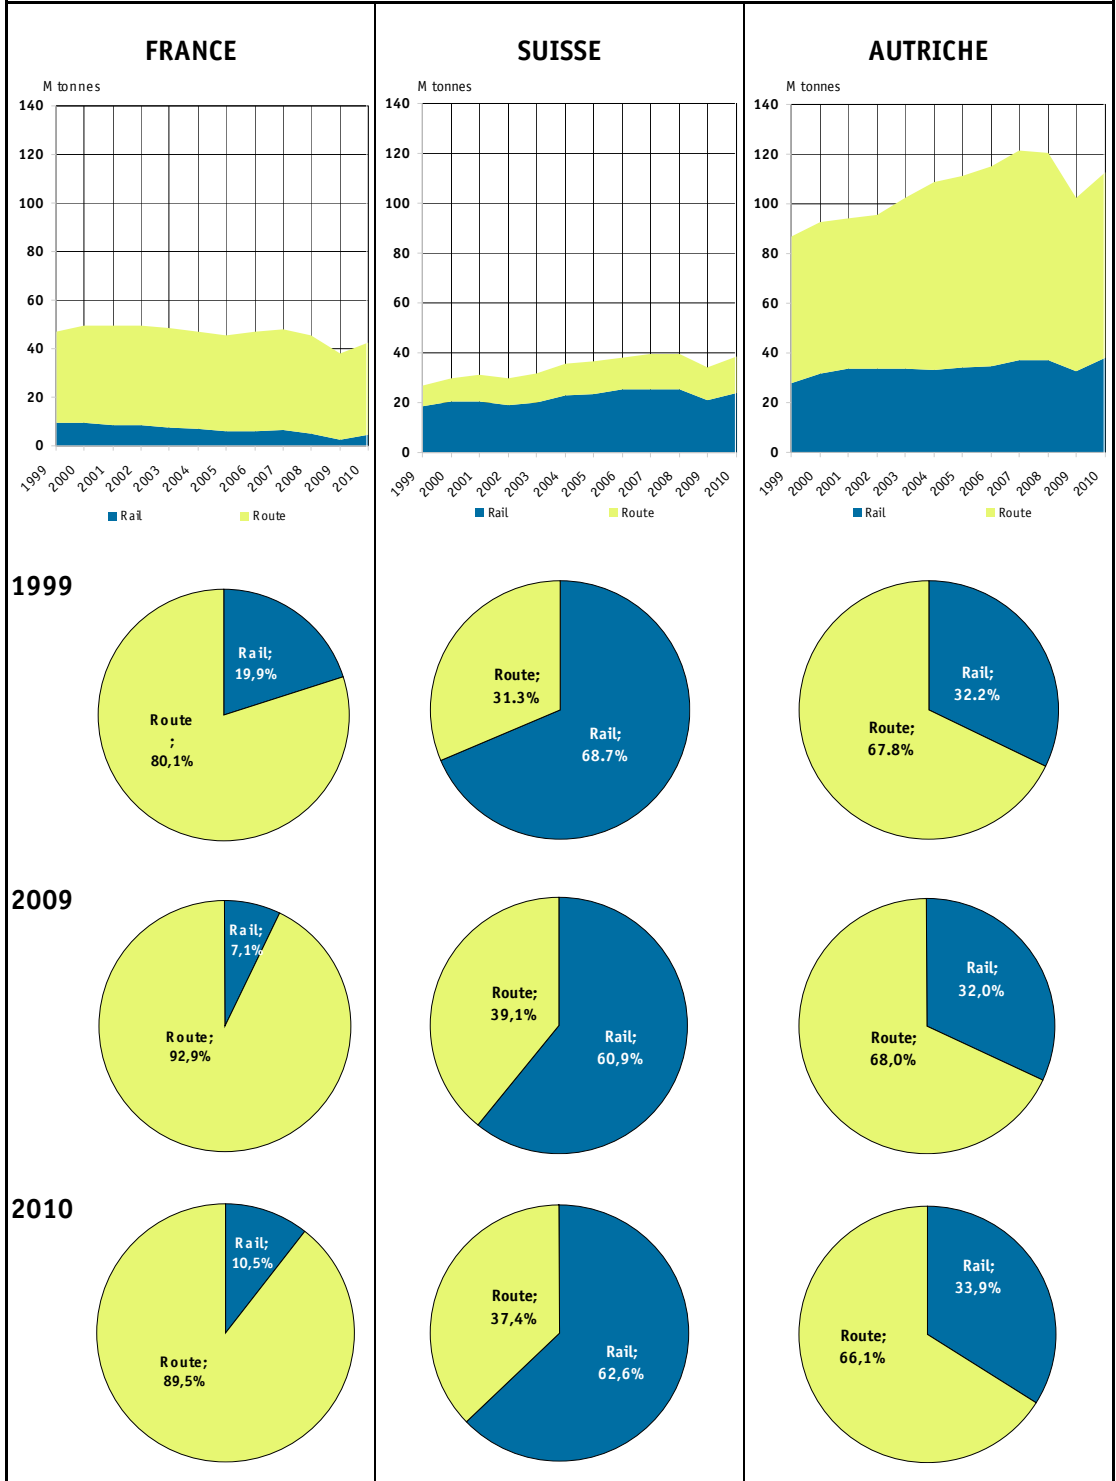 FRANCE
M tonnes
140
120
100
80
60
40
20
0
1999
2000
2001
2002
2003
2004
2005
2006
2007
2008
2009
2010
Rail
Route
SUISSE
M tonnes
140
120
100
80
60
40
20
0
1999
2000
2001
2002
2003
2004
2005
2006
2007
2008
2009
2010
Rail
Route
AUTRICHE
M tonnes
140
120
100
80
60
40
20
0
1999
2000
2001
2002
2003
2004
2005
2006
2007
2008
2009
2010
Rail
Route
1999
Rail;
19,9%
Route
;
80,1%
Route;
31.3%
Rail;
68.7%
Rail;
32.2%
Route;
67.8%
2009
Rail;
7,1%
Route;
92,9%
Route;
39,1%
Rail;
60,9%
Rail;
32,0%
Route;
68,0%
2010
Rail;
10,5%
Route;
89,5%
Route;
37,4%
Rail;
62,6%
Rail;
33,9%
Route;
66,1%